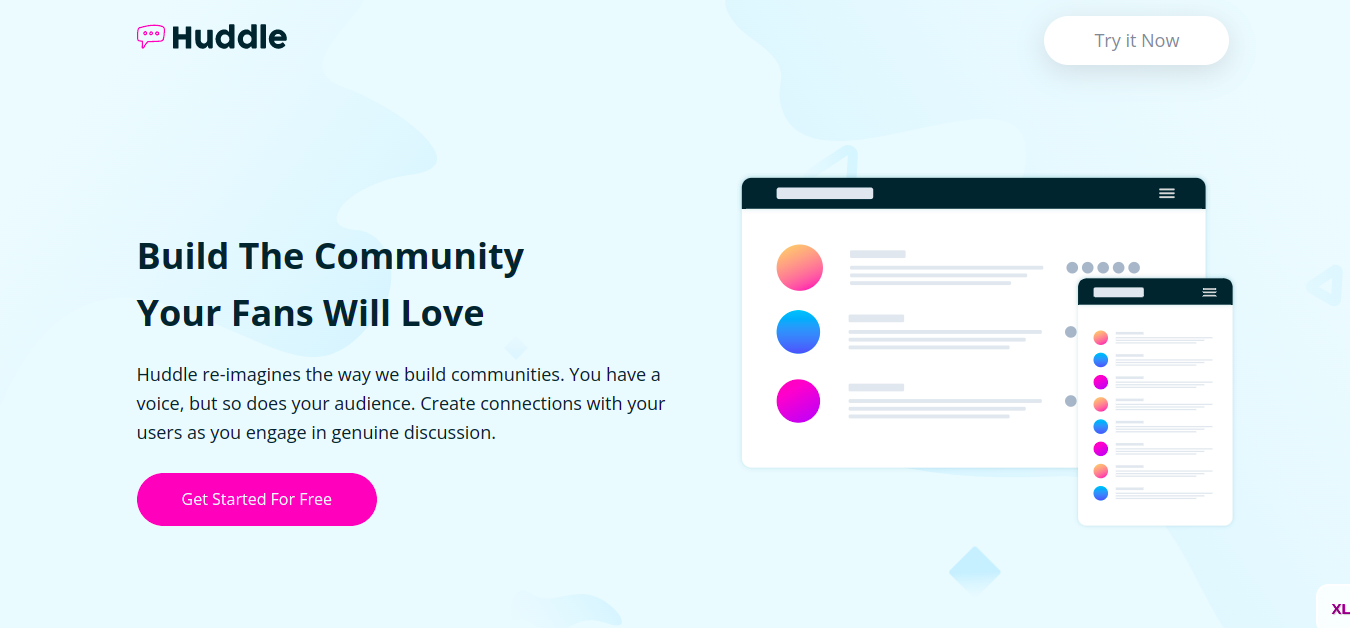 Huddle
Try it Now
Build The Community
Your Fans Will Love
Huddle re-imagines the way we build communities. You have a
voice, but so does your audience. Create connections with your
users as you engage in genuine discussion.
Get Started For Free
XL